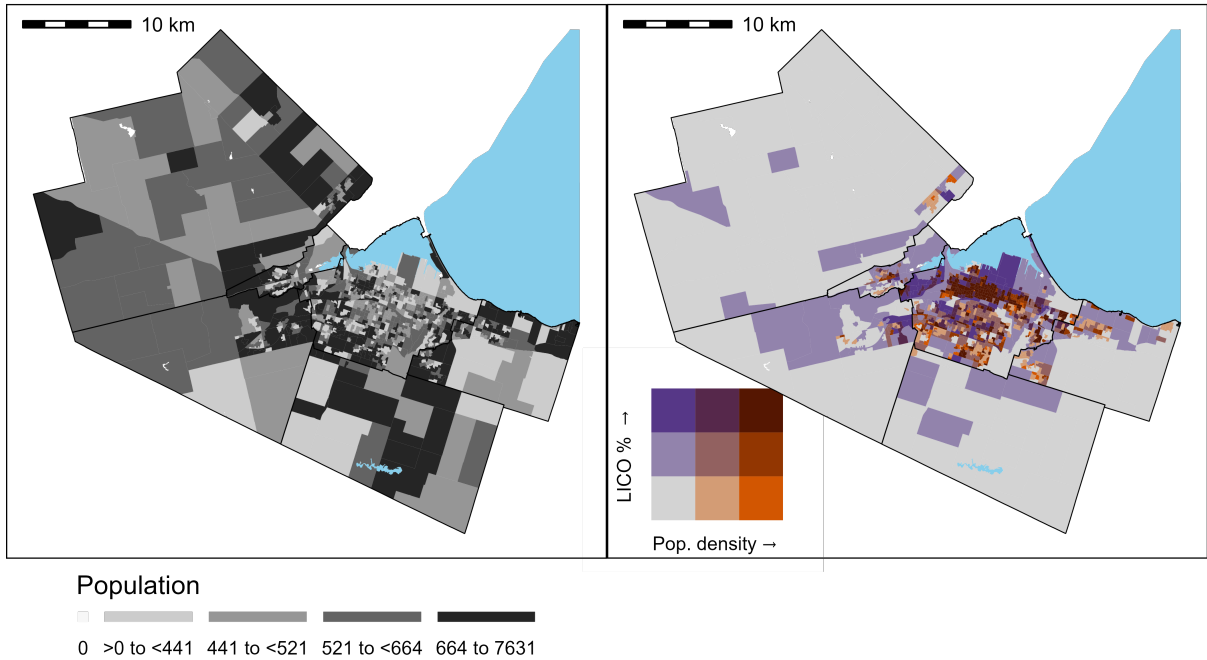 10 km
10 km
LICO % →
Pop. density →
Population
0 >0 to <441 441 to <521 521 to <664 664 to 7631